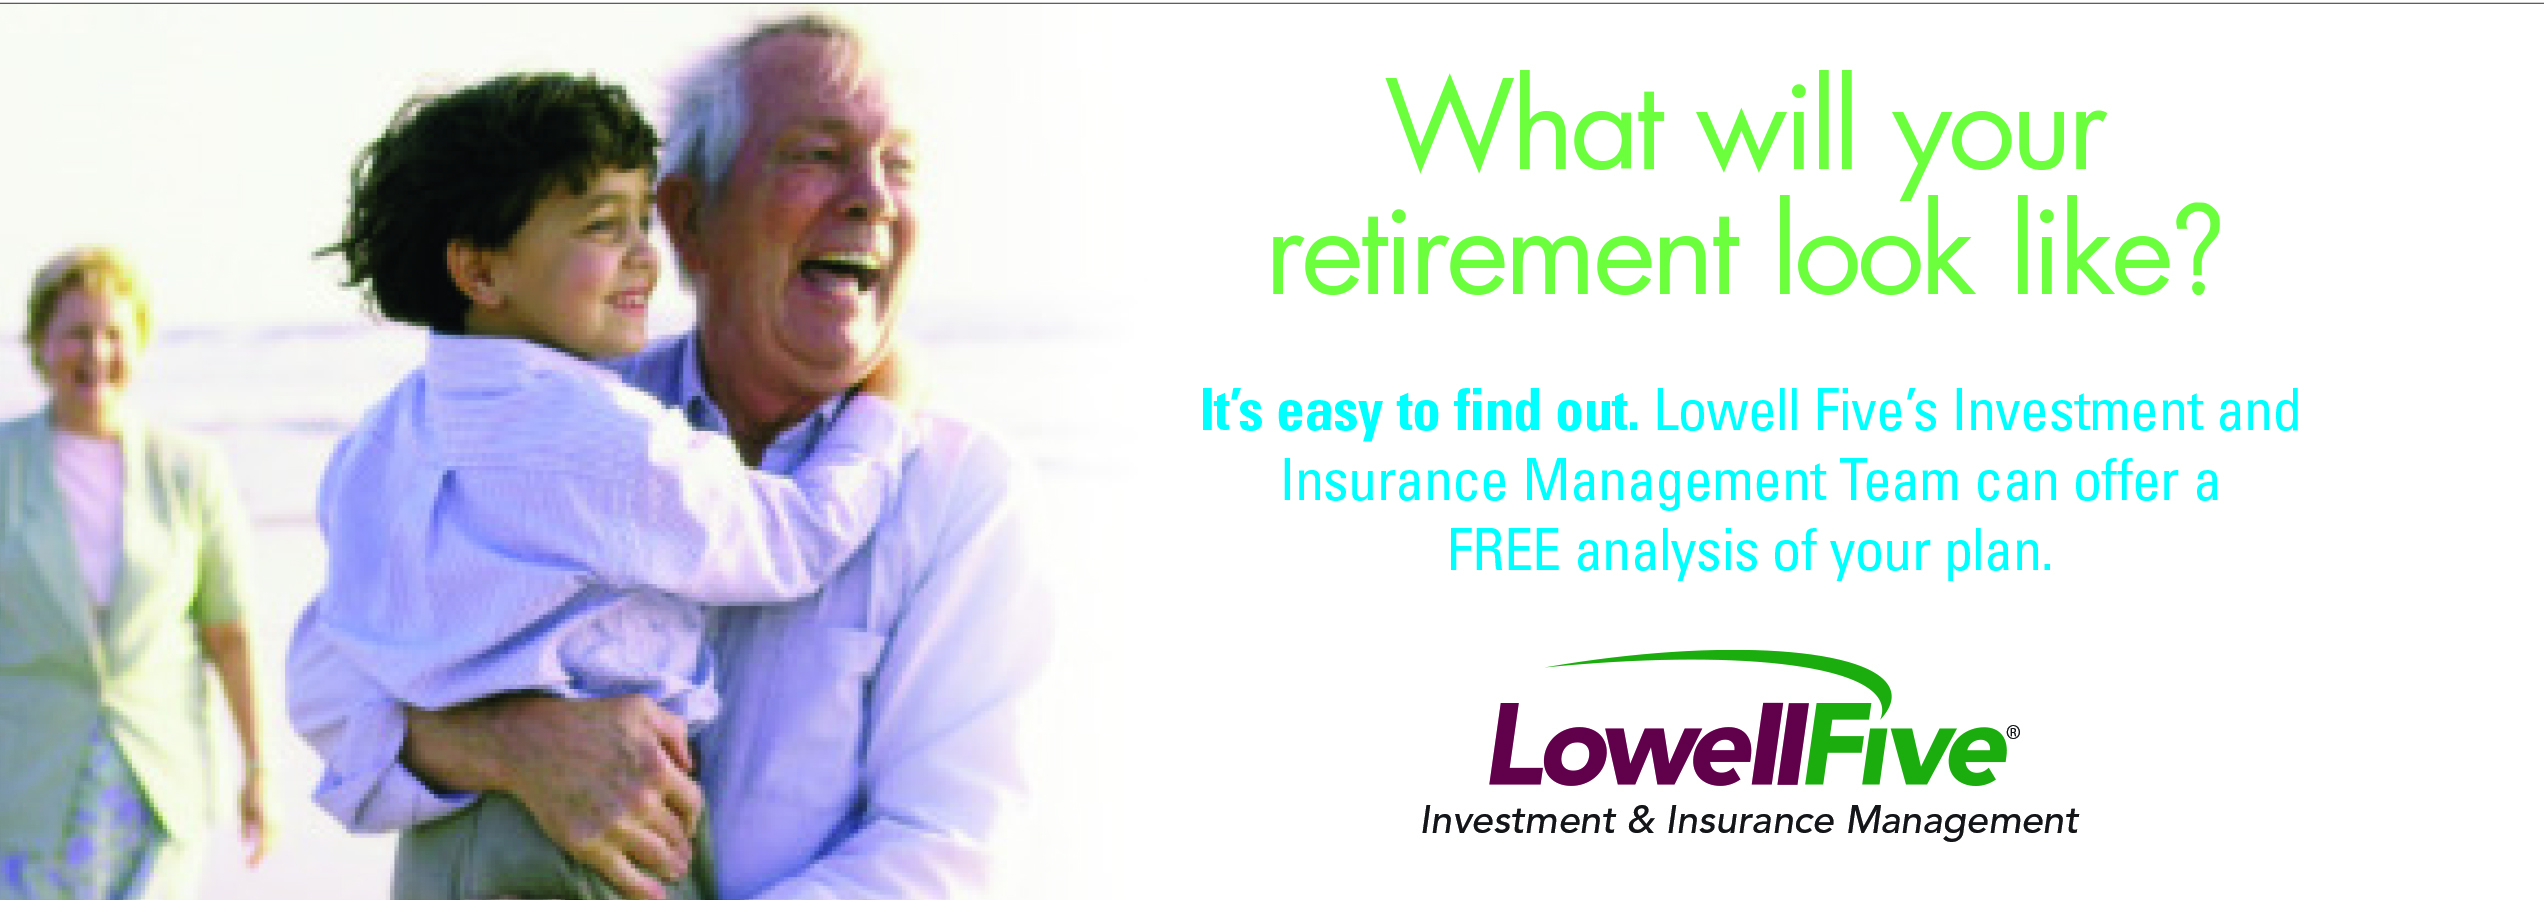 What will your
retirement look like?
It’s easy to find out. Lowell Five’s Investment and
Insurance Management Team can offer a
FREE analysis of your plan.
LowellFive®
Investment & Insurance Management